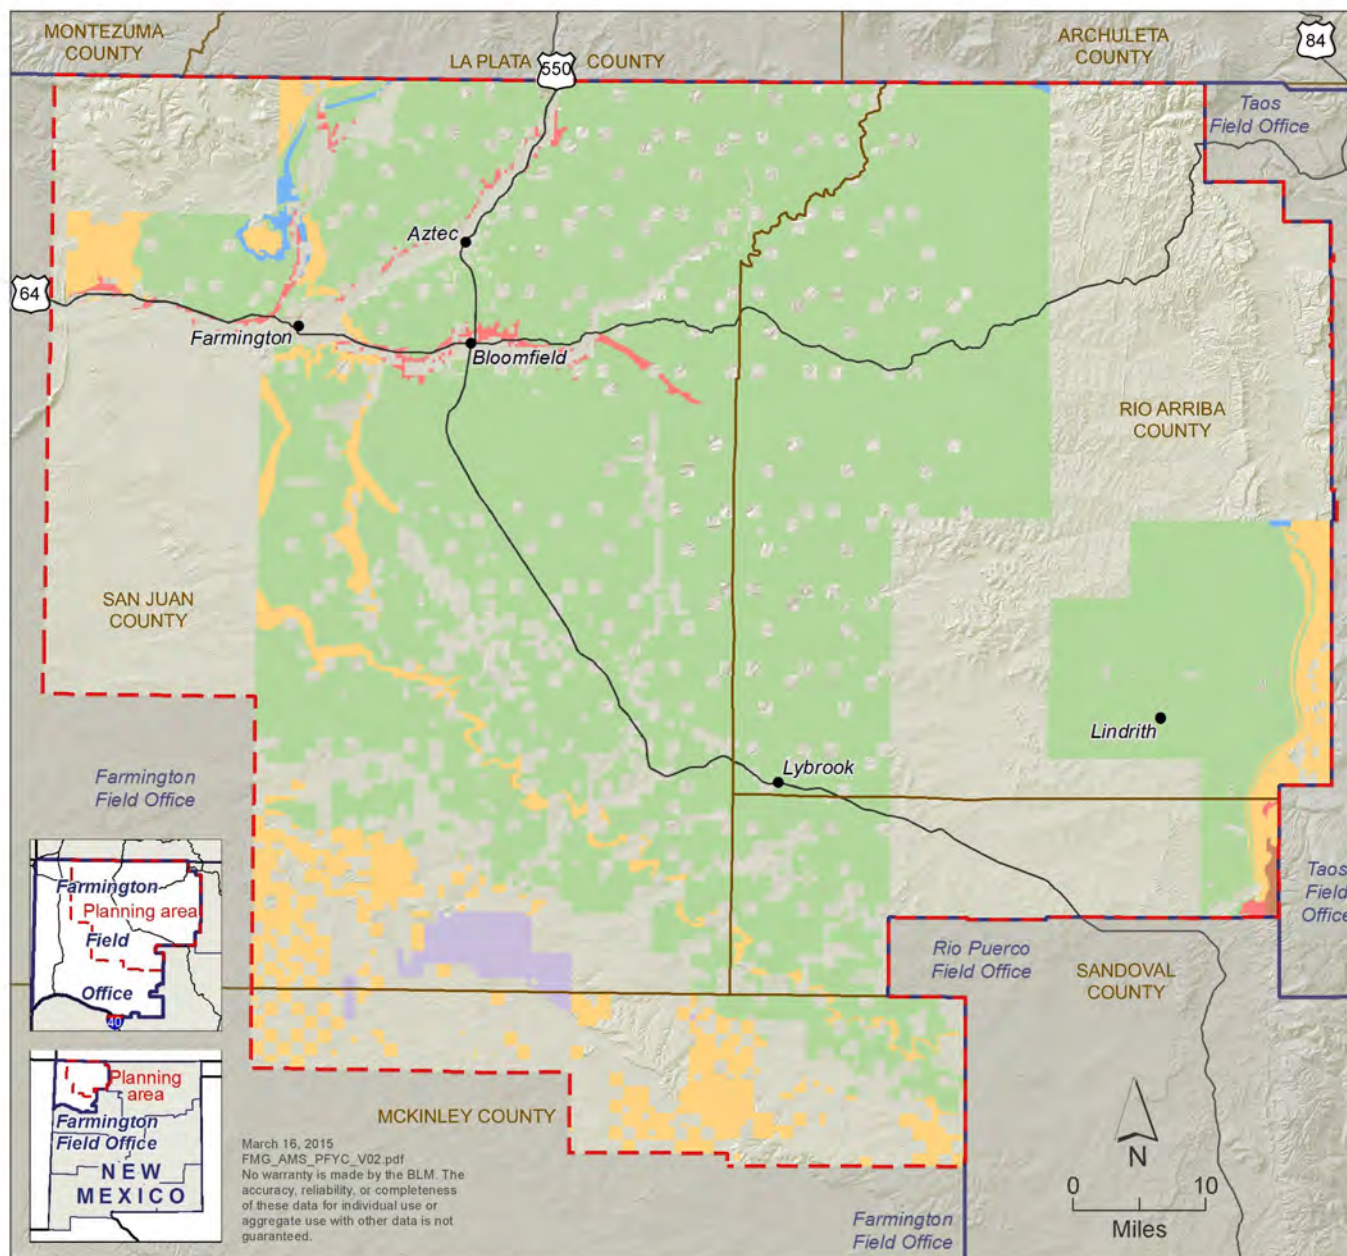 MONTEZUMA
COUNTY
LA PLATA
COUNTY
550
ARCHULETA
COUNTY
84
Taos
Field Office
Aztec
64
Farmington
Bloomfield
RIO ARRIBA
COUNTY
SAN JUAN
COUNTY
Lindrith
Lybrook
Farmington
Field Office
Taos
Field
Office
Rio Puerco
Field Office
SANDOVAL
COUNTY
Farmington
Planning area
Field
Office
40
Planning
area
Farmington
Field Office
NEW
MEXICO
MCKINLEY COUNTY
March 16, 2015
FMG_AMS_PFYC_V02.pdf
No warranty is made by the BLM. The
accuracy, reliability, or completeness
of these data for individual use or
aggregate use with other data is not
guaranteed.
N
0 10
Miles
Farmington
Field Office